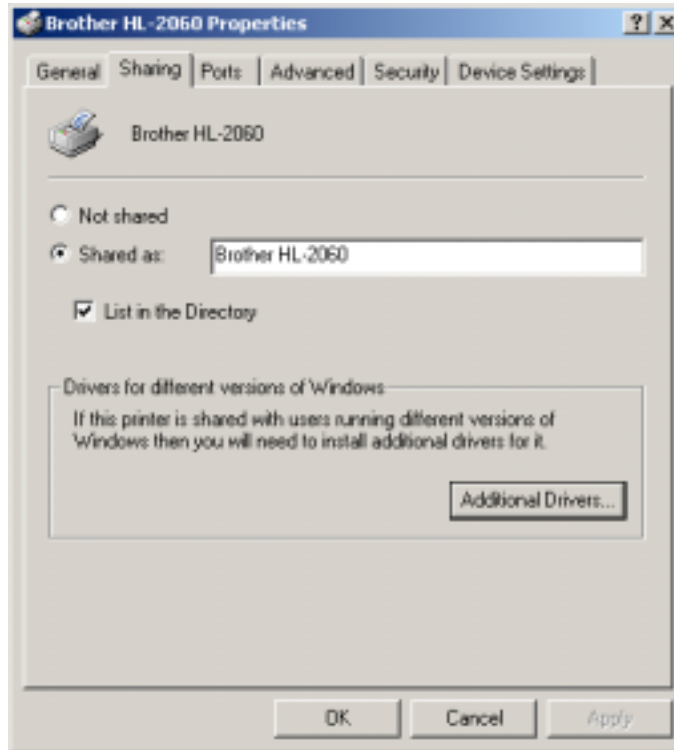 Brother HL-2060 Properties
General Sharing Ports Advanced Security Device Settings
Brother HL-2060
Not shared
Shared as: Brother HL-2060
List in the Directory
Drivers for different versions of Windows
If this printer is shared with users running different versions of
Windows then you will need to install additional drivers for it.
Additional Drivers...
OK Cancel Apply